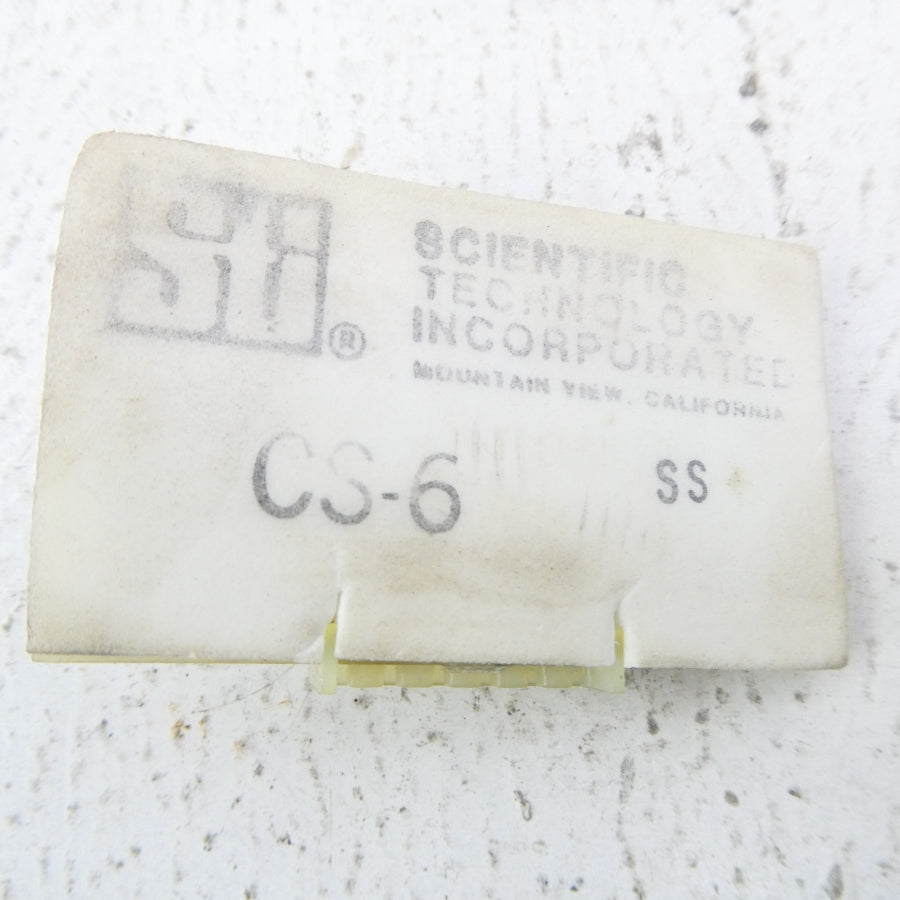 STI®
SCIENTIFIC
TECHNOLOGY
INCORPORATED
MOUNTAIN VIEW, CALIFORNIA
CS-6 SS